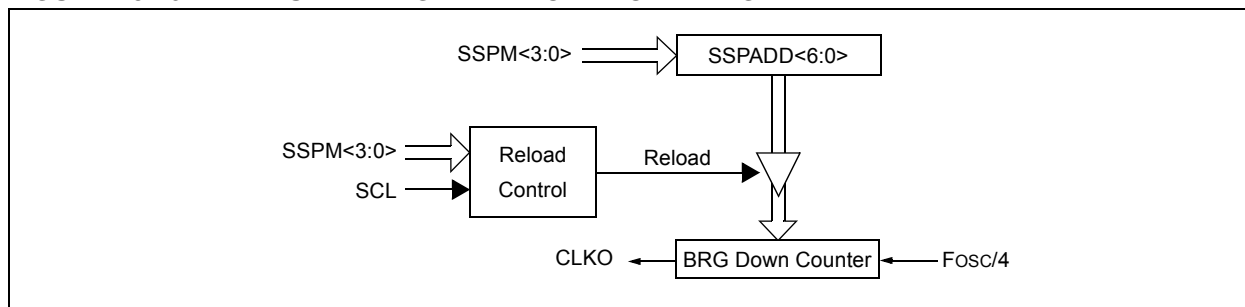 SSPM<3:0>
SSPADD<6:0>
SSPM<3:0>
SCL
Reload
Control
Reload
CLKO
BRG Down Counter
FOSC/4